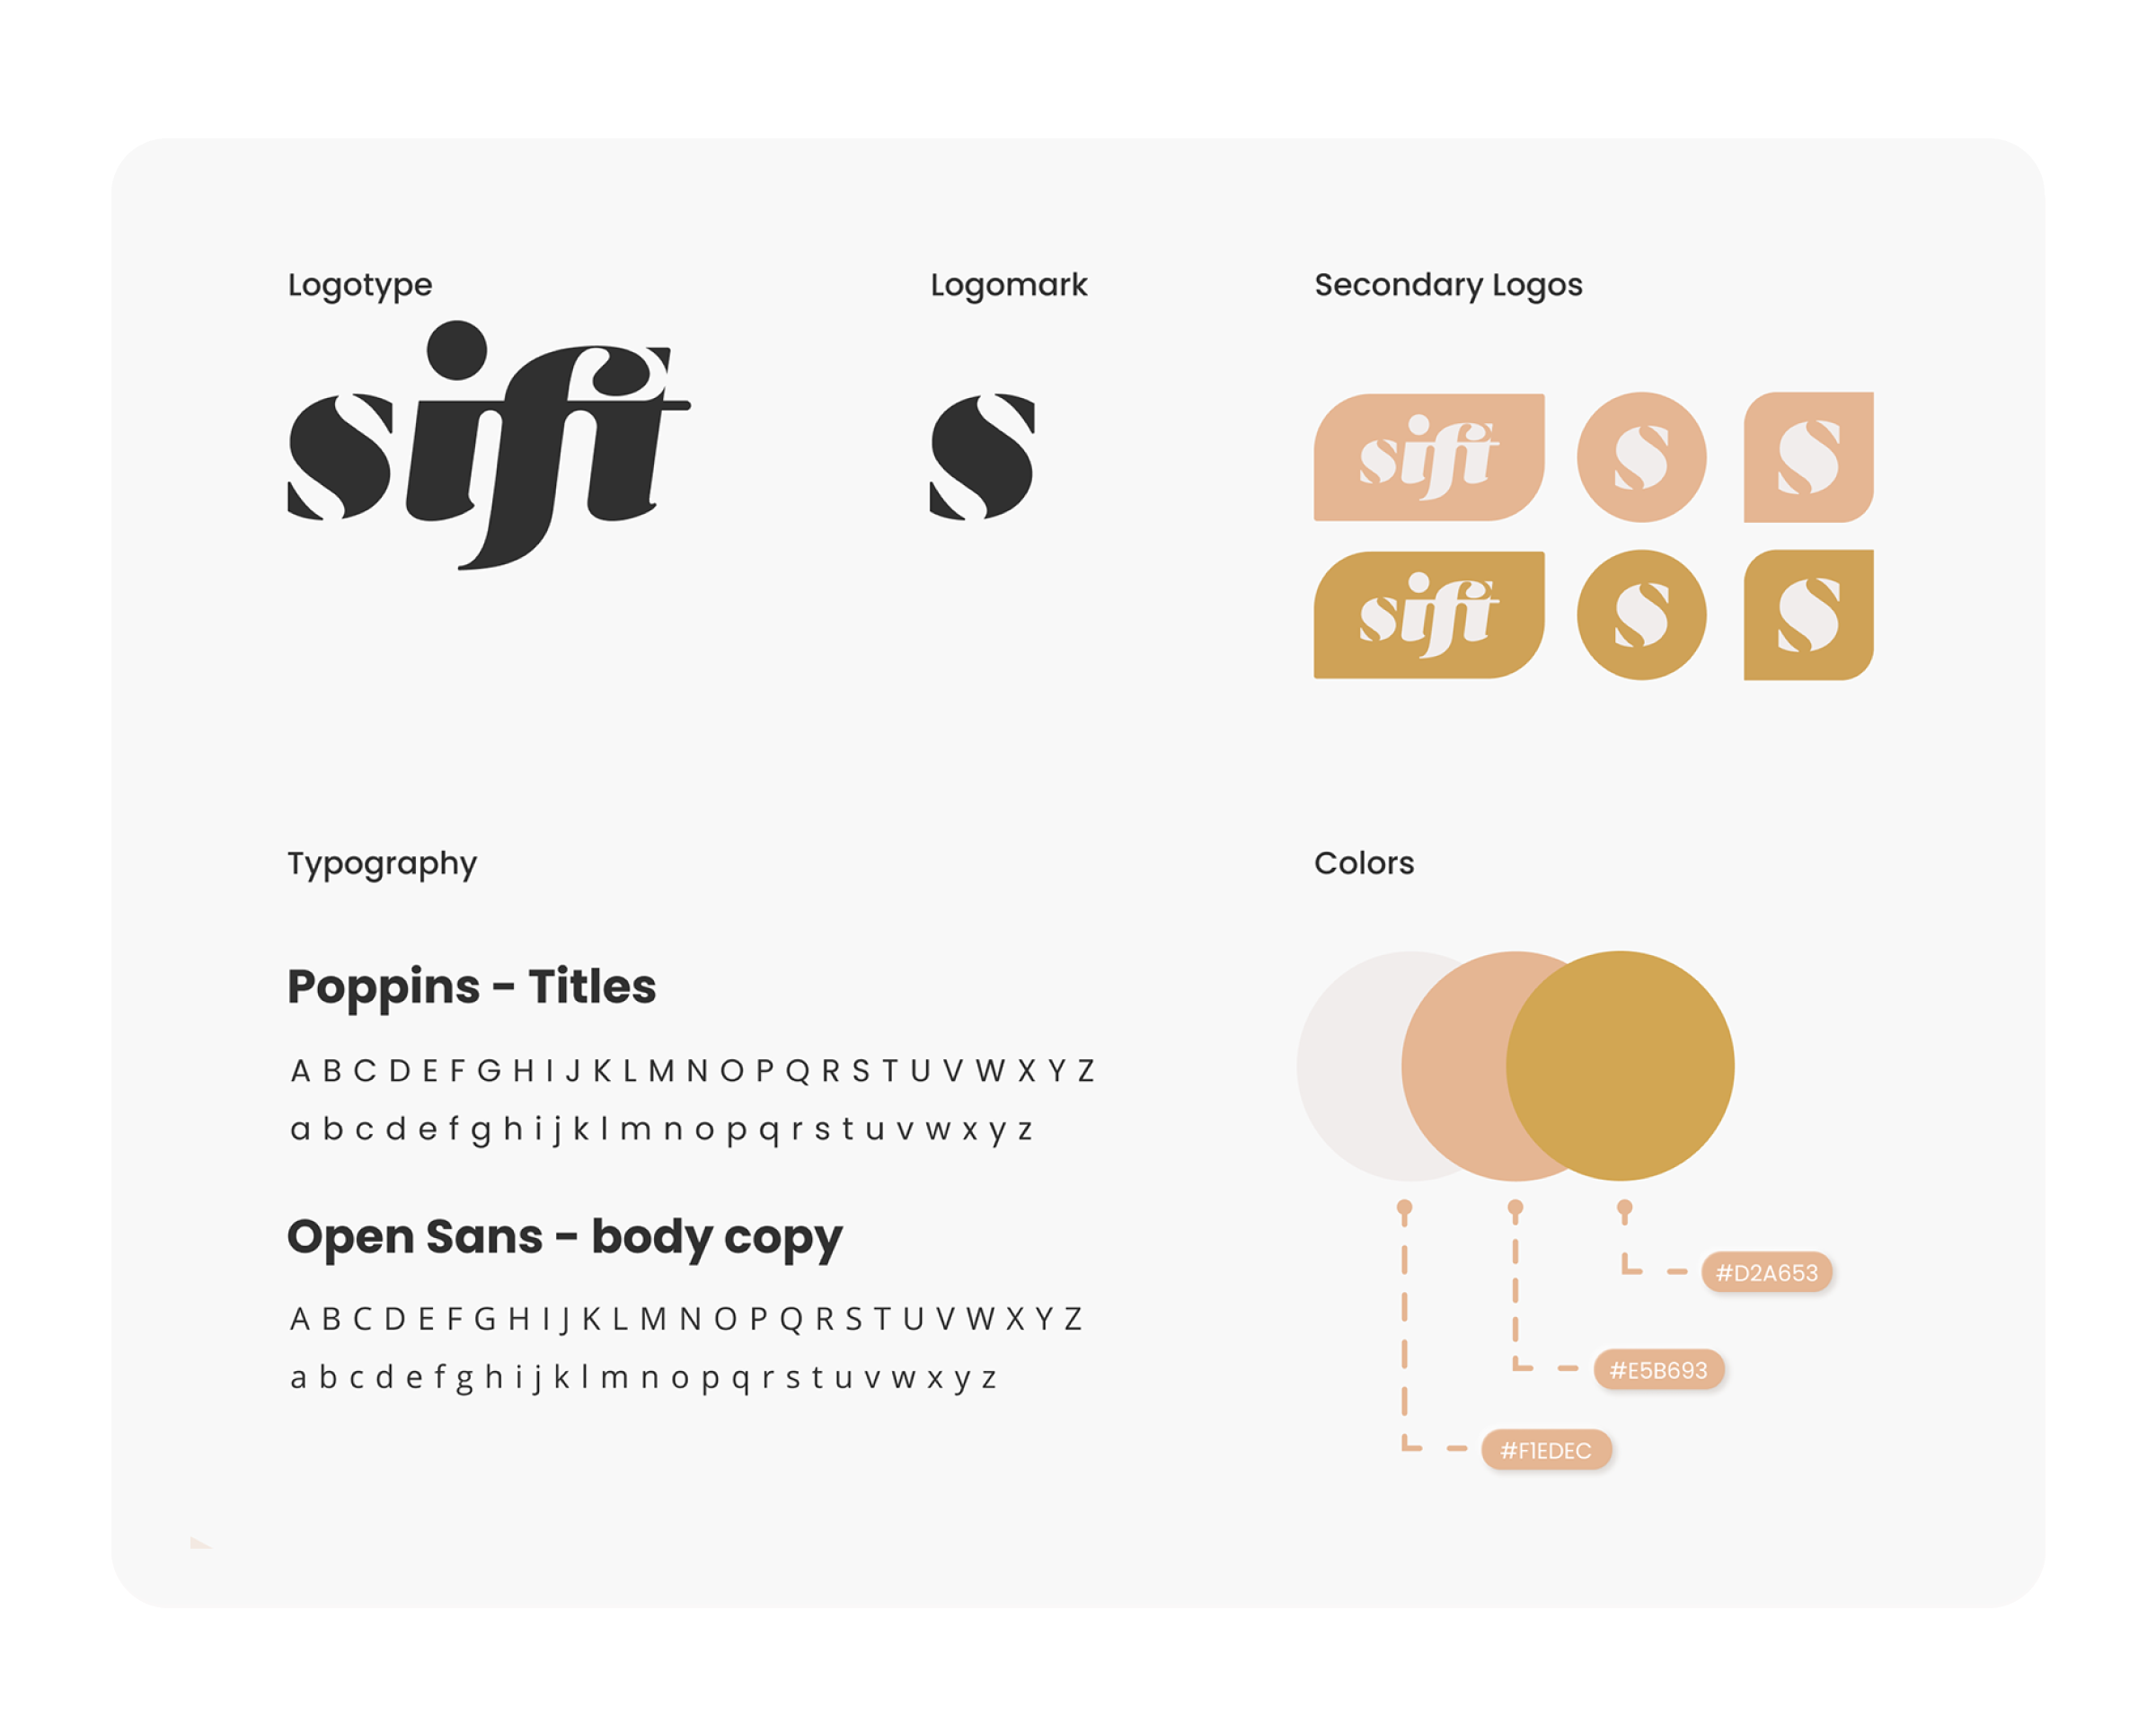 Logotype
sift
Logomark
S
Secondary Logos
sift
S
S
sift
S
S
Typography
Poppins - Titles
A B C D E F G H I J K L M N O P Q R S T U V W X Y Z
a b c d e f g h i j k l m n o p q r s t u v w x y z
Open Sans - body copy
A B C D E F G H I J K L M N O P Q R S T U V W X Y Z
a b c d e f g h i j k l m n o p q r s t u v w x y z
Colors
#D2A653
#E5B693
#F1EDEC